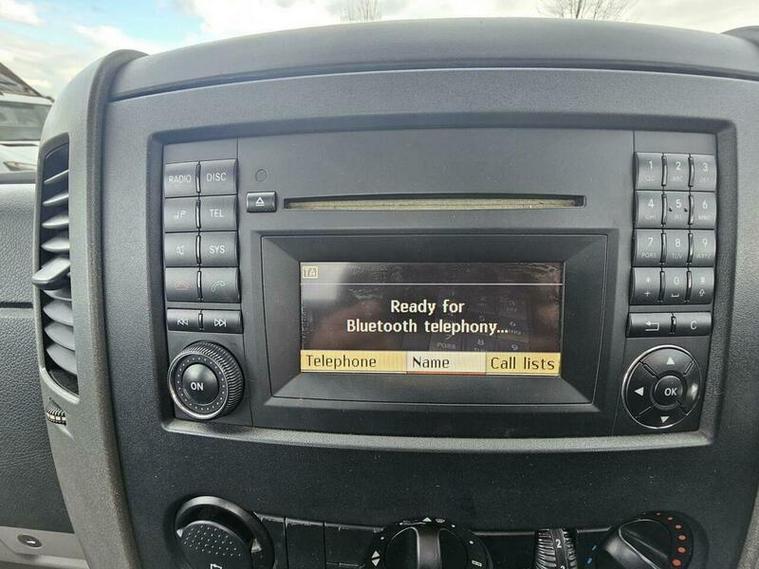 RADIO DISC
TEL
SYS
ON
TA
Ready for
Bluetooth telephony...
Telephone Name Call lists
1 2 3
4 5 6
7 8 9
* 0 #
C
OK
2